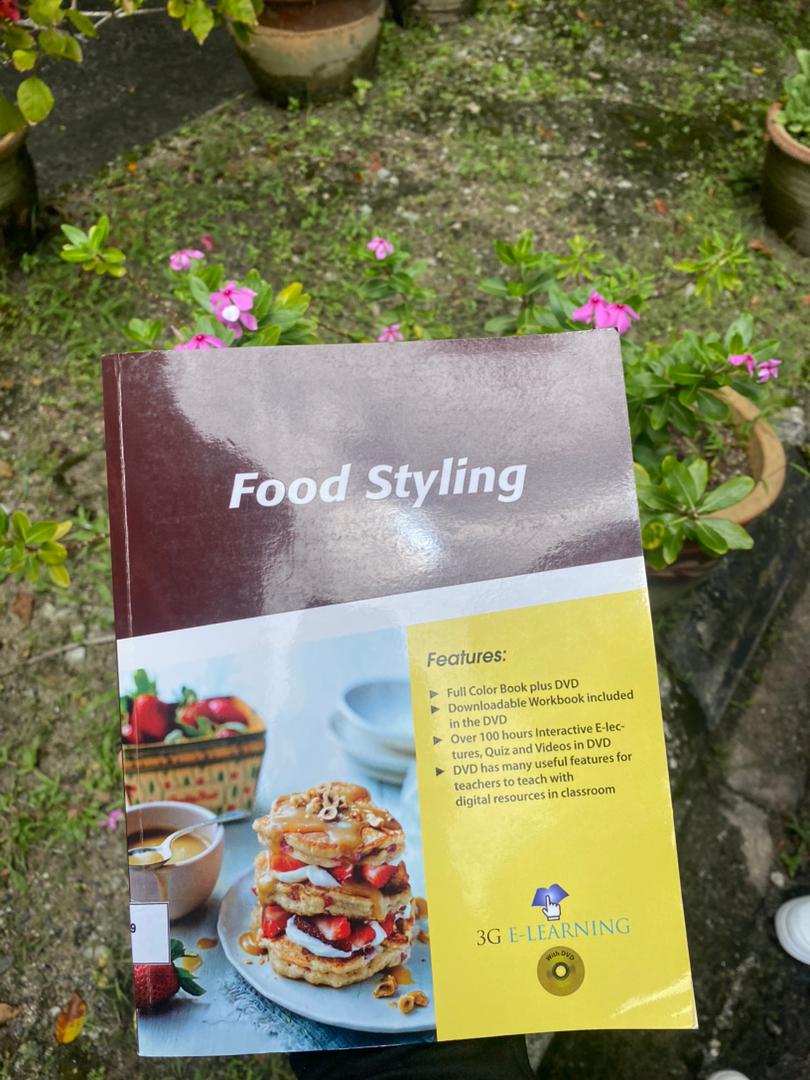 Food Styling
Features:
► Full Color Book plus DVD
► Downloadable Workbook included
in the DVD
► Over 100 hours Interactive E-lec-
tures, Quiz and Videos in DVD
► DVD has many useful features for
teachers to teach with
digital resources in classroom
3G E-LEARNING
With DVD
9